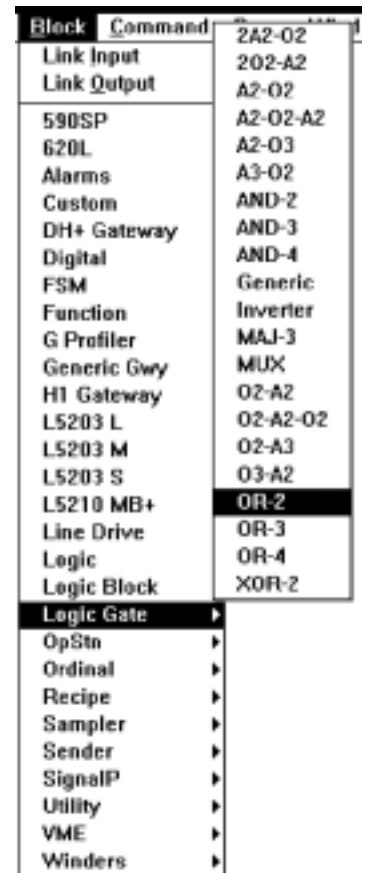 Block Command
Link Input
Link Output
590SP
620L
Alarms
Custom
DH+ Gateway
Digital
FSM
Function
G Profiler
Generic Gwy
H1 Gateway
L5203 L
L5203 M
L5203 S
L5210 MB+
Line Drive
Logic
Logic Block
Logic Gate
OpStn
Ordinal
Recipe
Sampler
Sender
SignalP
Utility
VME
Winders
2A2-O2
2O2-A2
A2-O2
A2-O2-A2
A2-O3
A3-O2
AND-2
AND-3
AND-4
Generic
Inverter
MAJ-3
MUX
O2-A2
O2-A2-O2
O2-A3
O3-A2
OR-2
OR-3
OR-4
XOR-2